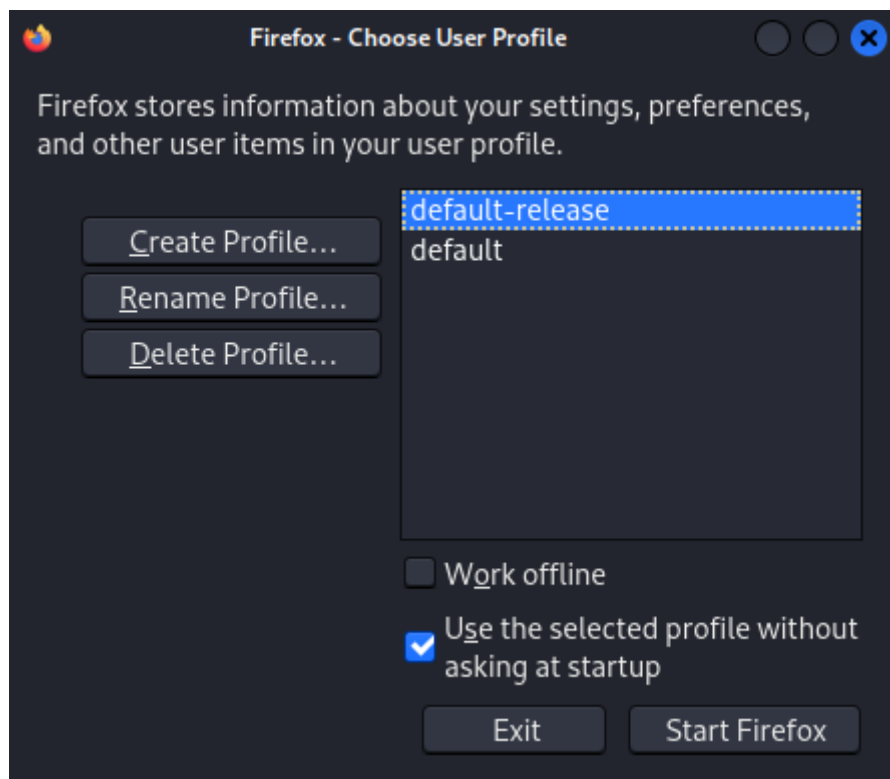 Firefox - Choose User Profile
Firefox stores information about your settings, preferences,
and other user items in your user profile.
Create Profile...
Rename Profile...
Delete Profile...
default-release
default
Work offline
Use the selected profile without
asking at startup
Exit
Start Firefox